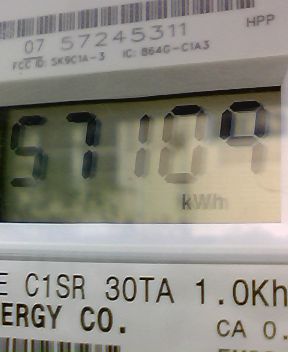 HPP
07 57245311
FCC ID: SK9C1A-3 IC: 864G-C1A3
57109
kWh
E C1SR 30TA 1.0Kh
ERGY CO.
CA 0.